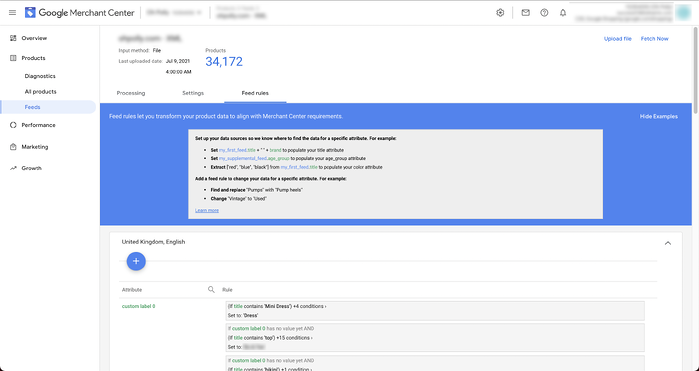 Google Merchant Center
Overview
Products
Diagnostics
All products
Feeds
Performance
Marketing
Growth
Upload file
Fetch Now
Input method: File
Last uploaded date: Jul 9, 2021
4:00:00 AM
Products
34,172
Processing
Settings
Feed rules
Feed rules let you transform your product data to align with Merchant Center requirements.
Hide Examples
Set up your data sources so we know where to find the data for a specific attribute. For example:
Set my_first_feed.title + " " + brand to populate your title attribute
Set my_supplemental_feed.age_group to populate your age_group attribute
Extract ["red", "blue", "black"] from my_first_feed.title to populate your color attribute
Add a feed rule to change your data for a specific attribute. For example:
Find and replace "Pumps" with "Pump heels"
Change "Vintage" to "Used"
Learn more
United Kingdom, English
Attribute
Rule
custom label 0
(If title contains 'Mini Dress') +4 conditions ›
Set to: 'Dress'
If custom label 0 has no value yet AND
(If title contains 'top') +15 conditions ›
Set to:
If custom label 0 has no value yet AND
(If title contains 'bikini') +1 condition ›